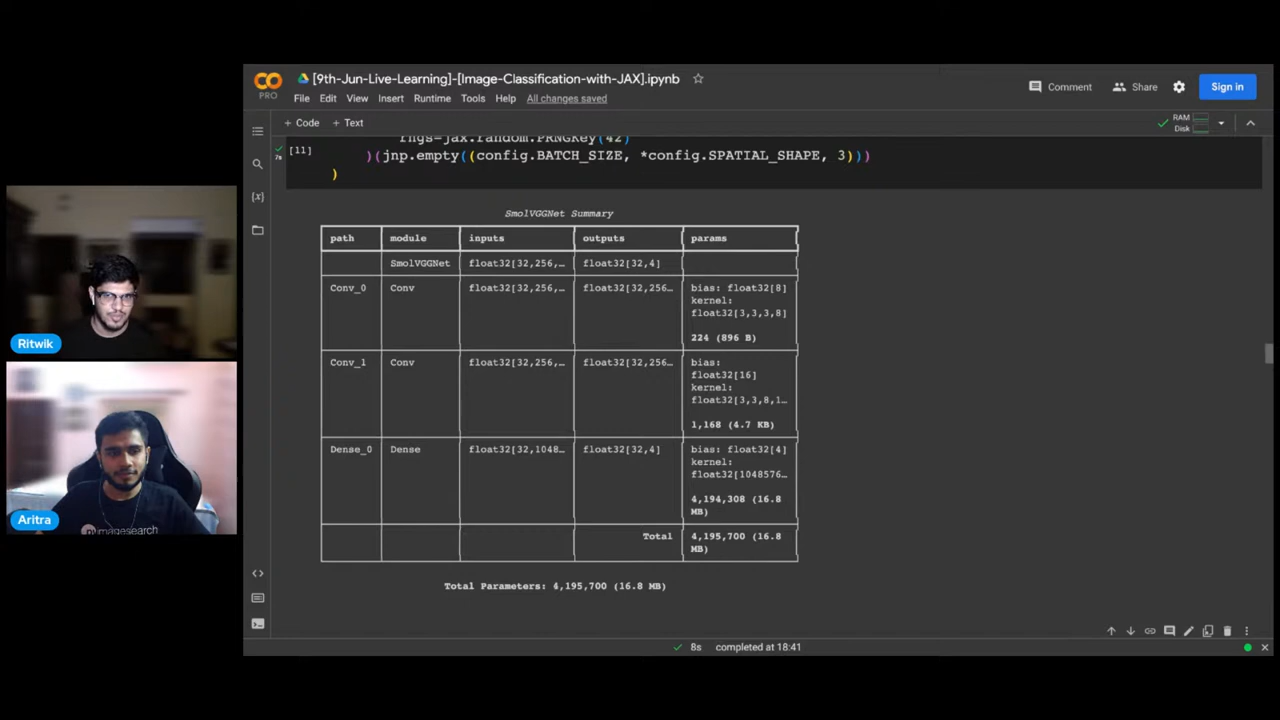 [9th-Jun-Live-Learning]-[Image-Classification-with-JAX].ipynb
PRO
File Edit View Insert Runtime Tools Help All changes saved
Comment Share Sign in
+ Code + Text
RAM
Disk
rngs=jax.random.PRNGKey(42)
[11]
7s
)(jnp.empty((config.BATCH_SIZE, *config.SPATIAL_SHAPE, 3)))
)
{x}
SmolVGGNet Summary
path module inputs outputs params
SmolVGGNet float32[32,256,… float32[32,4]
Conv_0 Conv float32[32,256,… float32[32,256… bias: float32[8]
kernel:
float32[3,3,3,8]
224 (896 B)
Conv_1 Conv float32[32,256,… float32[32,256… bias:
float32[16]
kernel:
float32[3,3,8,1…
1,168 (4.7 KB)
Dense_0 Dense float32[32,1048… float32[32,4] bias: float32[4]
kernel:
float32[1048576…
4,194,308 (16.8
MB)
Total 4,195,700 (16.8
MB)
Total Parameters: 4,195,700 (16.8 MB)
8s completed at 18:41
Ritwik
pyimagesearch
Aritra